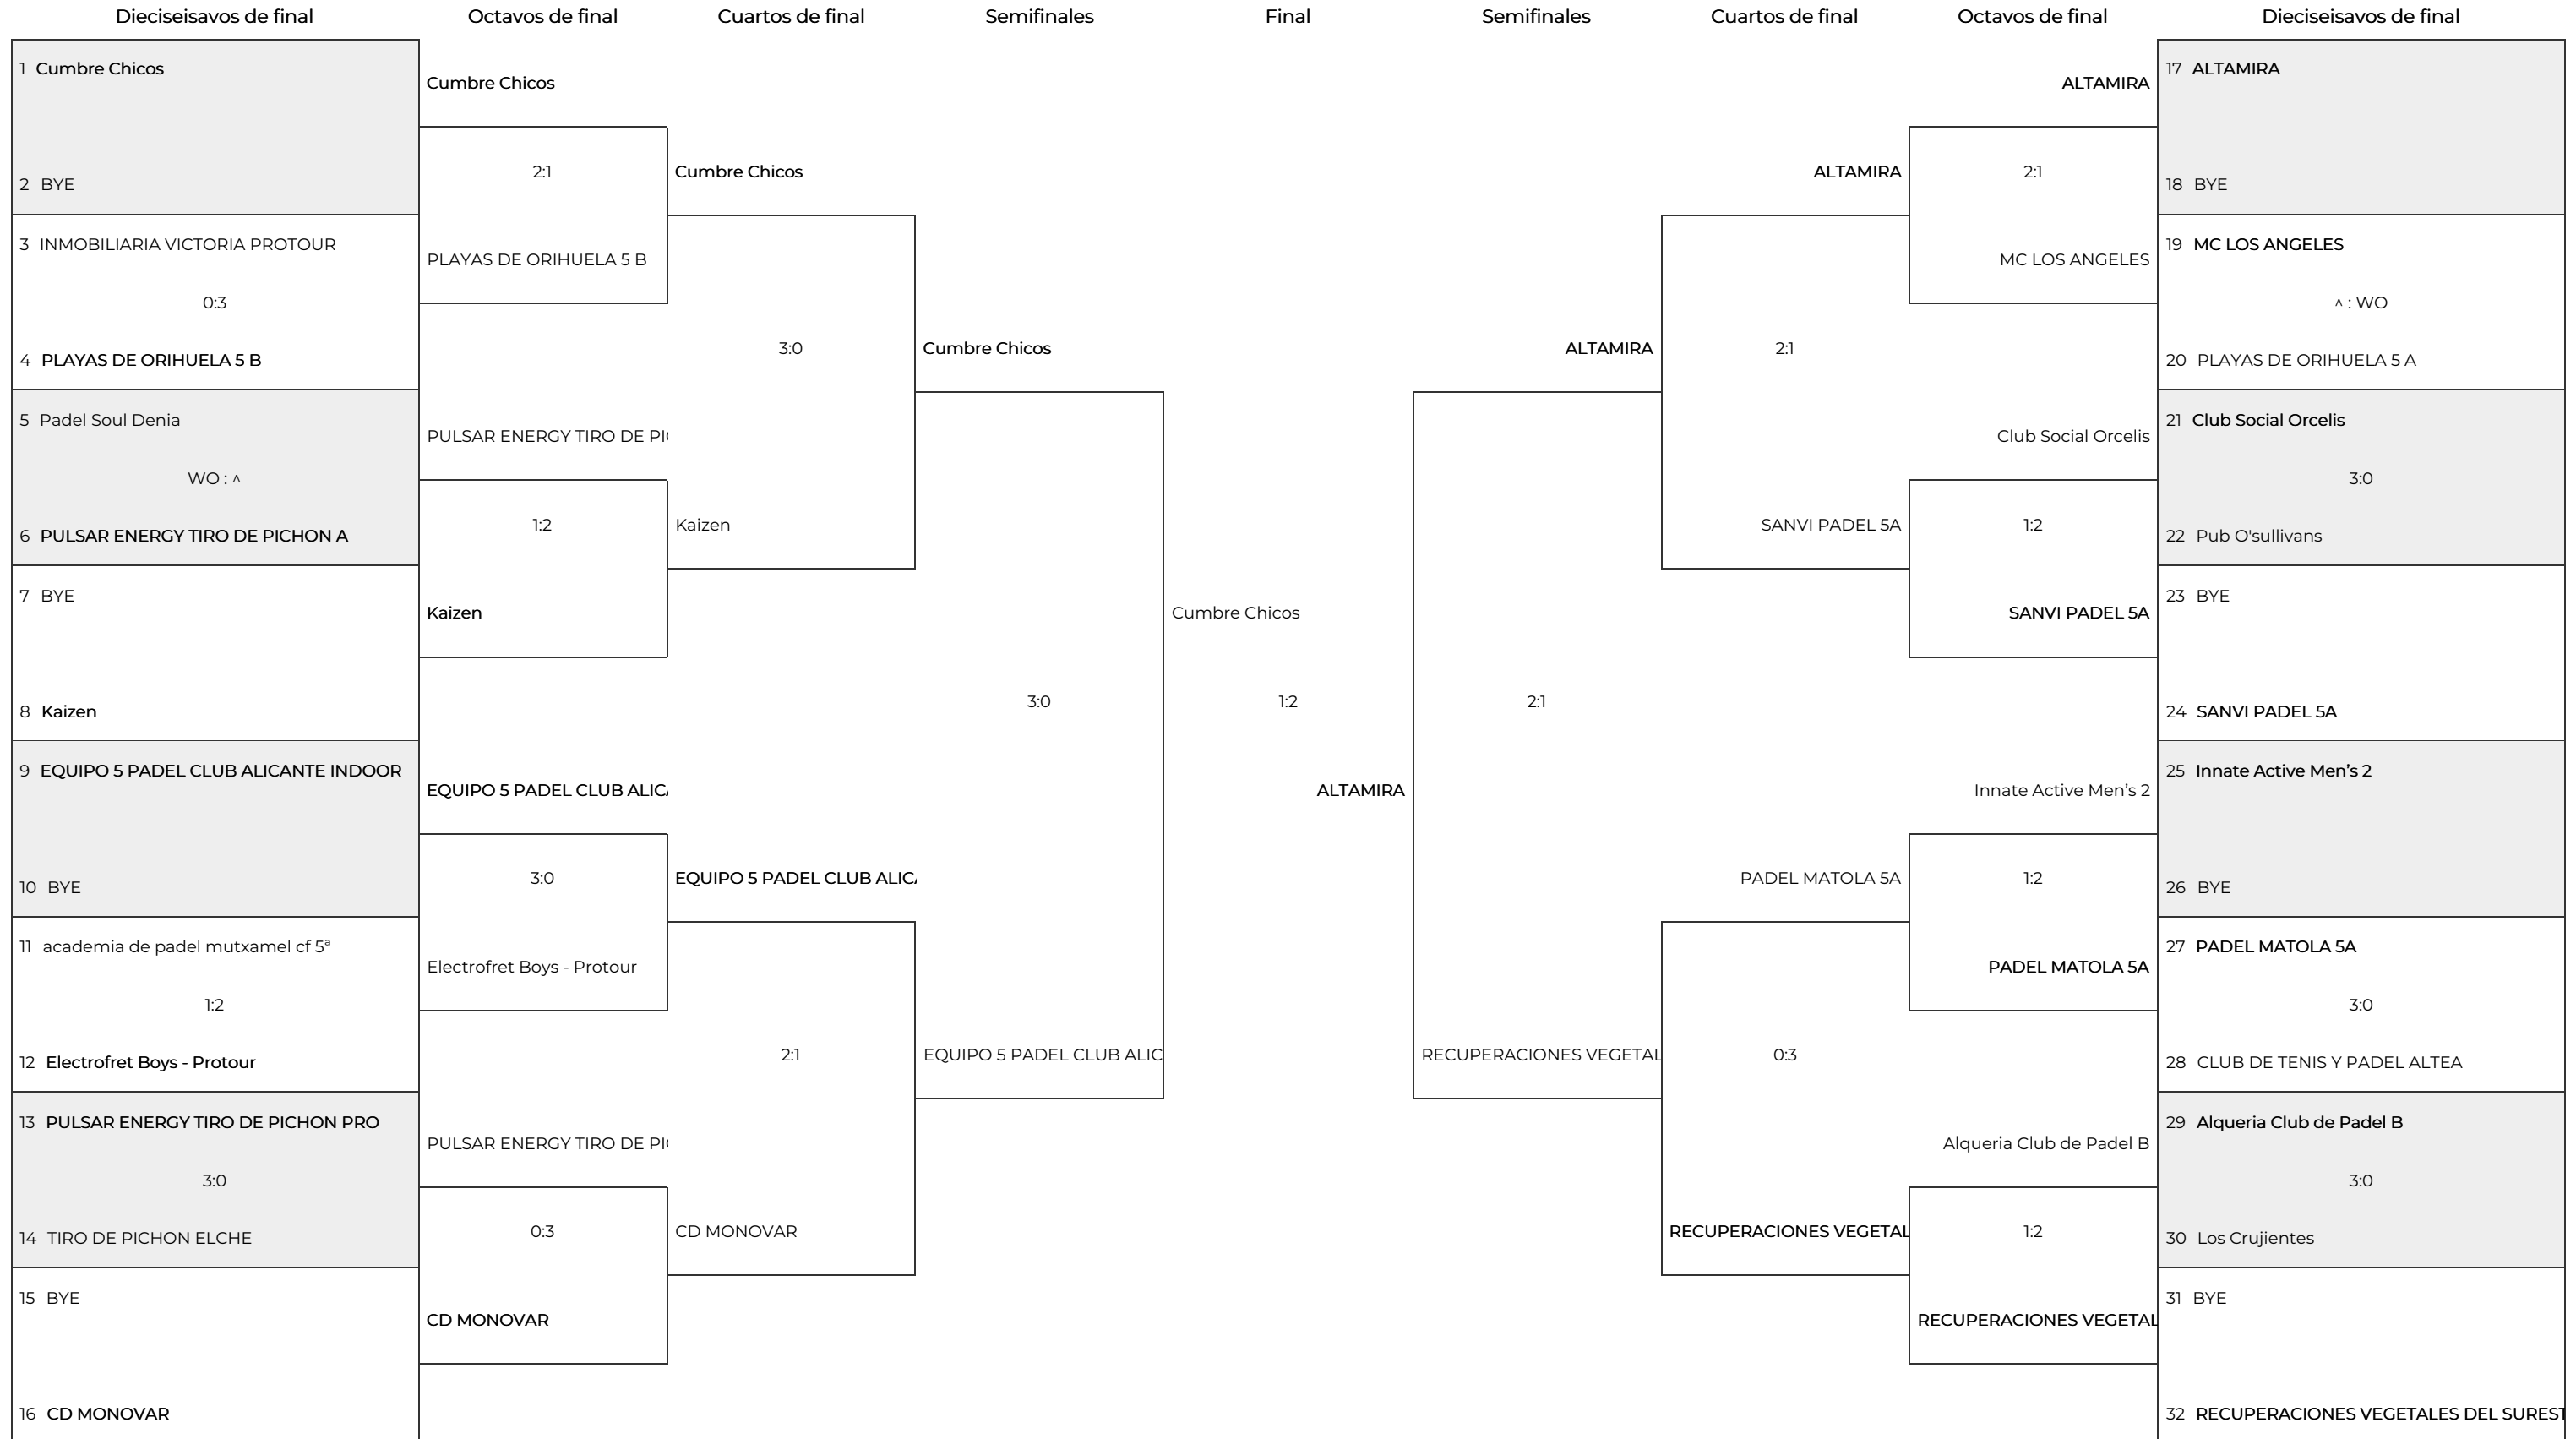 Dieciseisavos de final
Octavos de final
Cuartos de final
Semifinales
Final
Semifinales
Cuartos de final
Octavos de final
Dieciseisavos de final
1 Cumbre Chicos
2 BYE
3 INMOBILIARIA VICTORIA PROTOUR
0:3
4 PLAYAS DE ORIHUELA 5 B
5 Padel Soul Denia
WO : ^
6 PULSAR ENERGY TIRO DE PICHON A
7 BYE
8 Kaizen
9 EQUIPO 5 PADEL CLUB ALICANTE INDOOR
10 BYE
11 academia de padel mutxamel cf 5ª
1:2
12 Electrofret Boys - Protour
13 PULSAR ENERGY TIRO DE PICHON PRO
3:0
14 TIRO DE PICHON ELCHE
15 BYE
16 CD MONOVAR
Cumbre Chicos
2:1
PLAYAS DE ORIHUELA 5 B
PULSAR ENERGY TIRO DE PI
1:2
Kaizen
EQUIPO 5 PADEL CLUB ALIC
3:0
Electrofret Boys - Protour
PULSAR ENERGY TIRO DE PI
0:3
CD MONOVAR
Cumbre Chicos
3:0
Kaizen
EQUIPO 5 PADEL CLUB ALIC
2:1
CD MONOVAR
Cumbre Chicos
3:0
EQUIPO 5 PADEL CLUB ALIC
Cumbre Chicos
1:2
ALTAMIRA
ALTAMIRA
2:1
RECUPERACIONES VEGETAL
ALTAMIRA
2:1
SANVI PADEL 5A
PADEL MATOLA 5A
0:3
RECUPERACIONES VEGETAL
ALTAMIRA
2:1
MC LOS ANGELES
Club Social Orcelis
1:2
SANVI PADEL 5A
Innate Active Men’s 2
1:2
PADEL MATOLA 5A
Alqueria Club de Padel B
1:2
RECUPERACIONES VEGETAL
17 ALTAMIRA
18 BYE
19 MC LOS ANGELES
^ : WO
20 PLAYAS DE ORIHUELA 5 A
21 Club Social Orcelis
3:0
22 Pub O'sullivans
23 BYE
24 SANVI PADEL 5A
25 Innate Active Men’s 2
26 BYE
27 PADEL MATOLA 5A
3:0
28 CLUB DE TENIS Y PADEL ALTEA
29 Alqueria Club de Padel B
3:0
30 Los Crujientes
31 BYE
32 RECUPERACIONES VEGETALES DEL SUREST